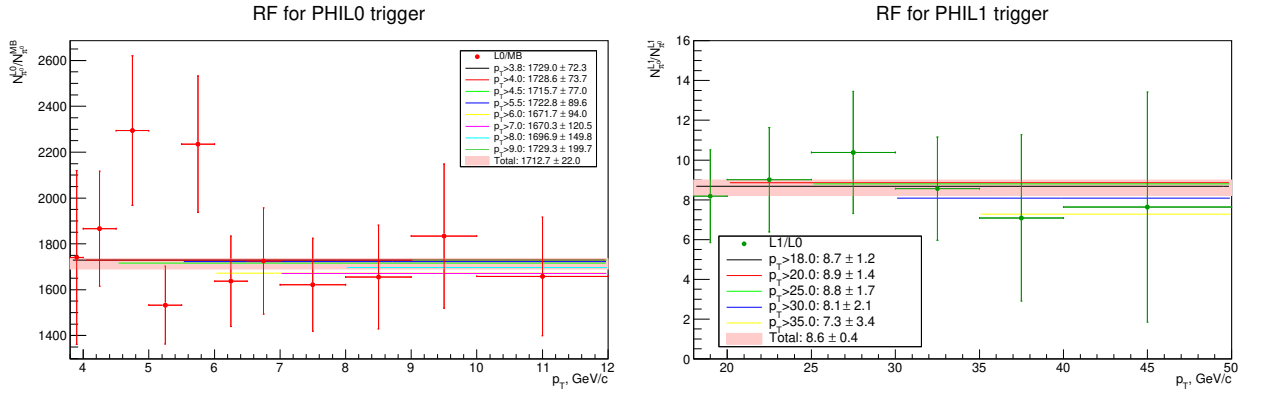 RF for PHIL0 trigger
N_{π⁰}^{L0}/N_{π⁰}^{MB}
2600
2400
2200
2000
1800
1600
1400
L0/MB
p_T>3.8: 1729.0 ± 72.3
p_T>4.0: 1728.6 ± 73.7
p_T>4.5: 1715.7 ± 77.0
p_T>5.5: 1722.8 ± 89.6
p_T>6.0: 1671.7 ± 94.0
p_T>7.0: 1670.3 ± 120.5
p_T>8.0: 1696.9 ± 149.8
p_T>9.0: 1729.3 ± 199.7
Total: 1712.7 ± 22.0
4 5 6 7 8 9 10 11 12
p_T, GeV/c
RF for PHIL1 trigger
N_{π⁰}^{L1}/N_{π⁰}^{L0}
16
14
12
10
8
6
4
2
0
L1/L0
p_T>18.0: 8.7 ± 1.2
p_T>20.0: 8.9 ± 1.4
p_T>25.0: 8.8 ± 1.7
p_T>30.0: 8.1 ± 2.1
p_T>35.0: 7.3 ± 3.4
Total: 8.6 ± 0.4
20 25 30 35 40 45 50
p_T, GeV/c